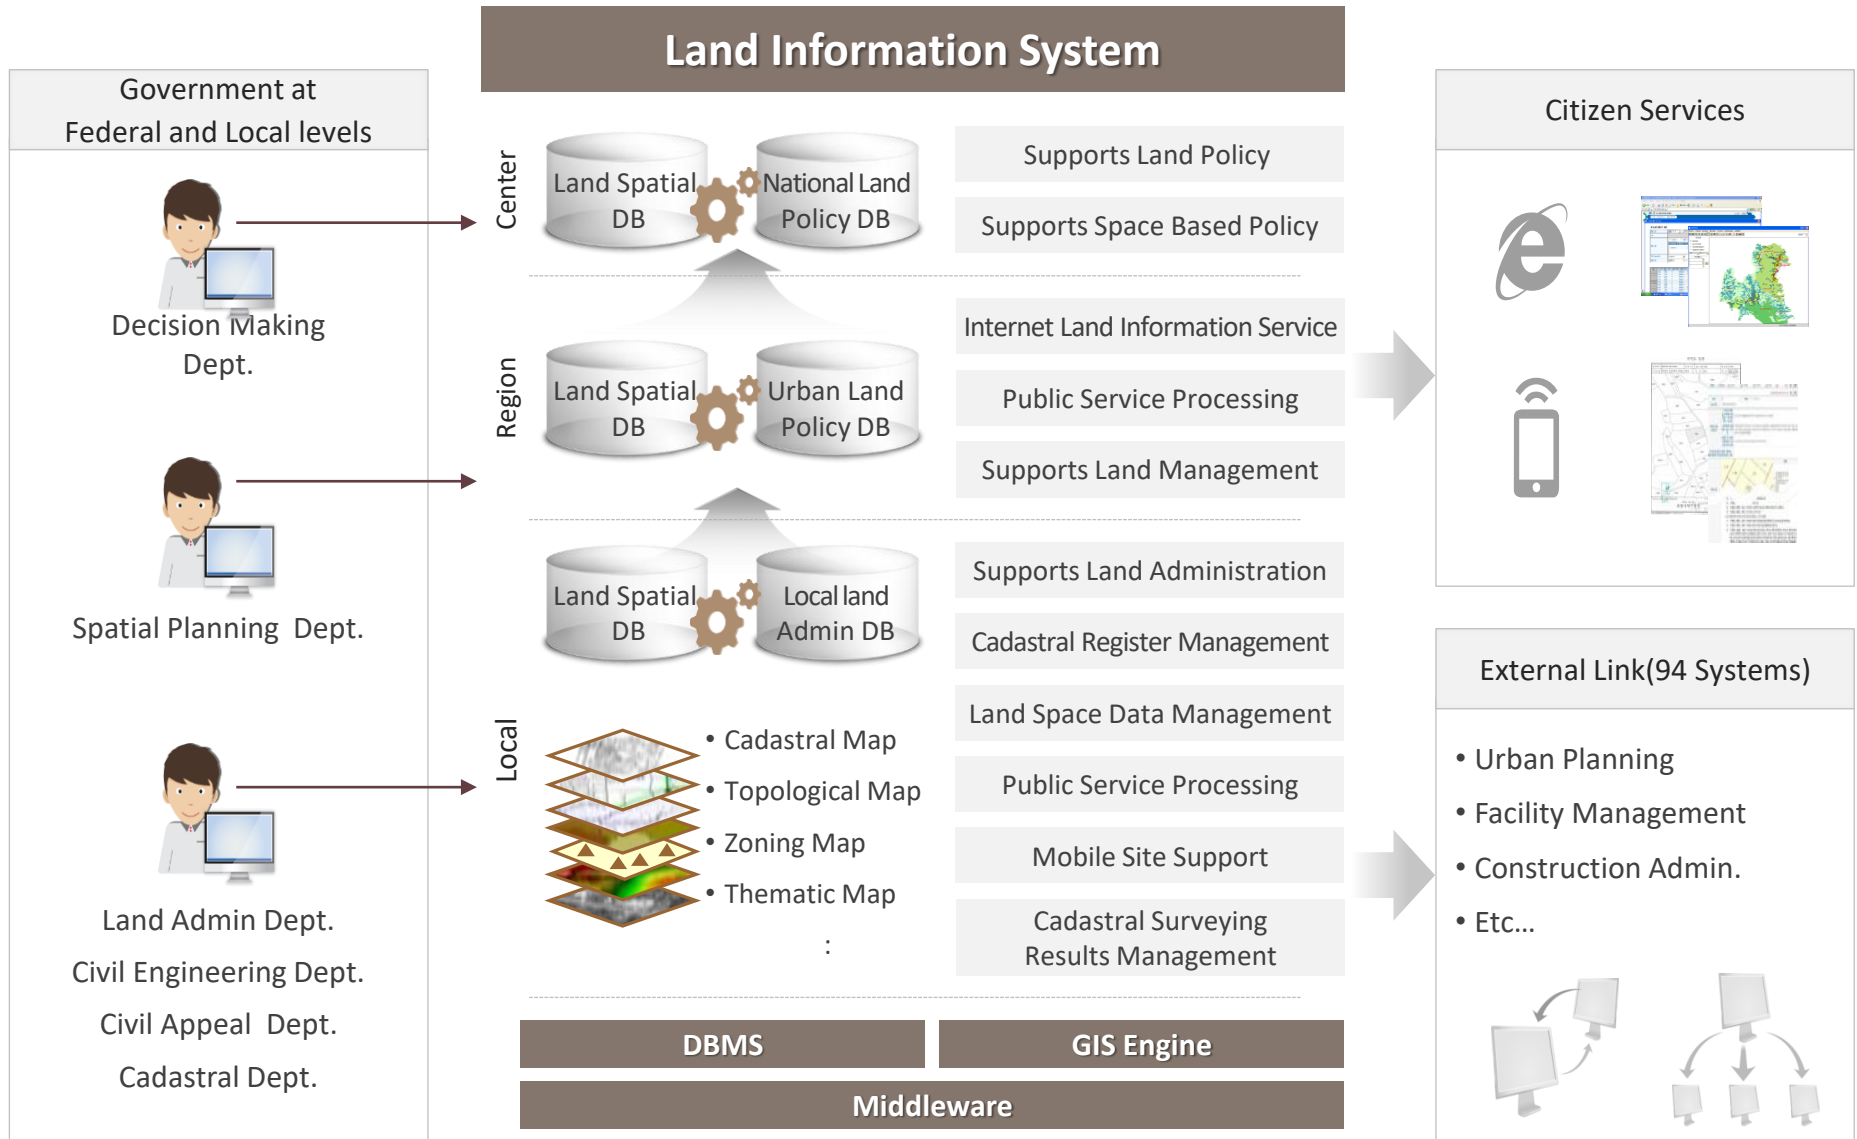 Land Information System
Government at
Federal and Local levels
Decision Making
Dept.
Spatial Planning Dept.
Land Admin Dept.
Civil Engineering Dept.
Civil Appeal Dept.
Cadastral Dept.
Center
Land Spatial
DB
National Land
Policy DB
Supports Land Policy
Supports Space Based Policy
Region
Land Spatial
DB
Urban Land
Policy DB
Internet Land Information Service
Public Service Processing
Supports Land Management
Local
Land Spatial
DB
Local land
Admin DB
• Cadastral Map
• Topological Map
• Zoning Map
• Thematic Map
:
Supports Land Administration
Cadastral Register Management
Land Space Data Management
Public Service Processing
Mobile Site Support
Cadastral Surveying
Results Management
DBMS
GIS Engine
Middleware
Citizen Services
External Link(94 Systems)
• Urban Planning
• Facility Management
• Construction Admin.
• Etc...